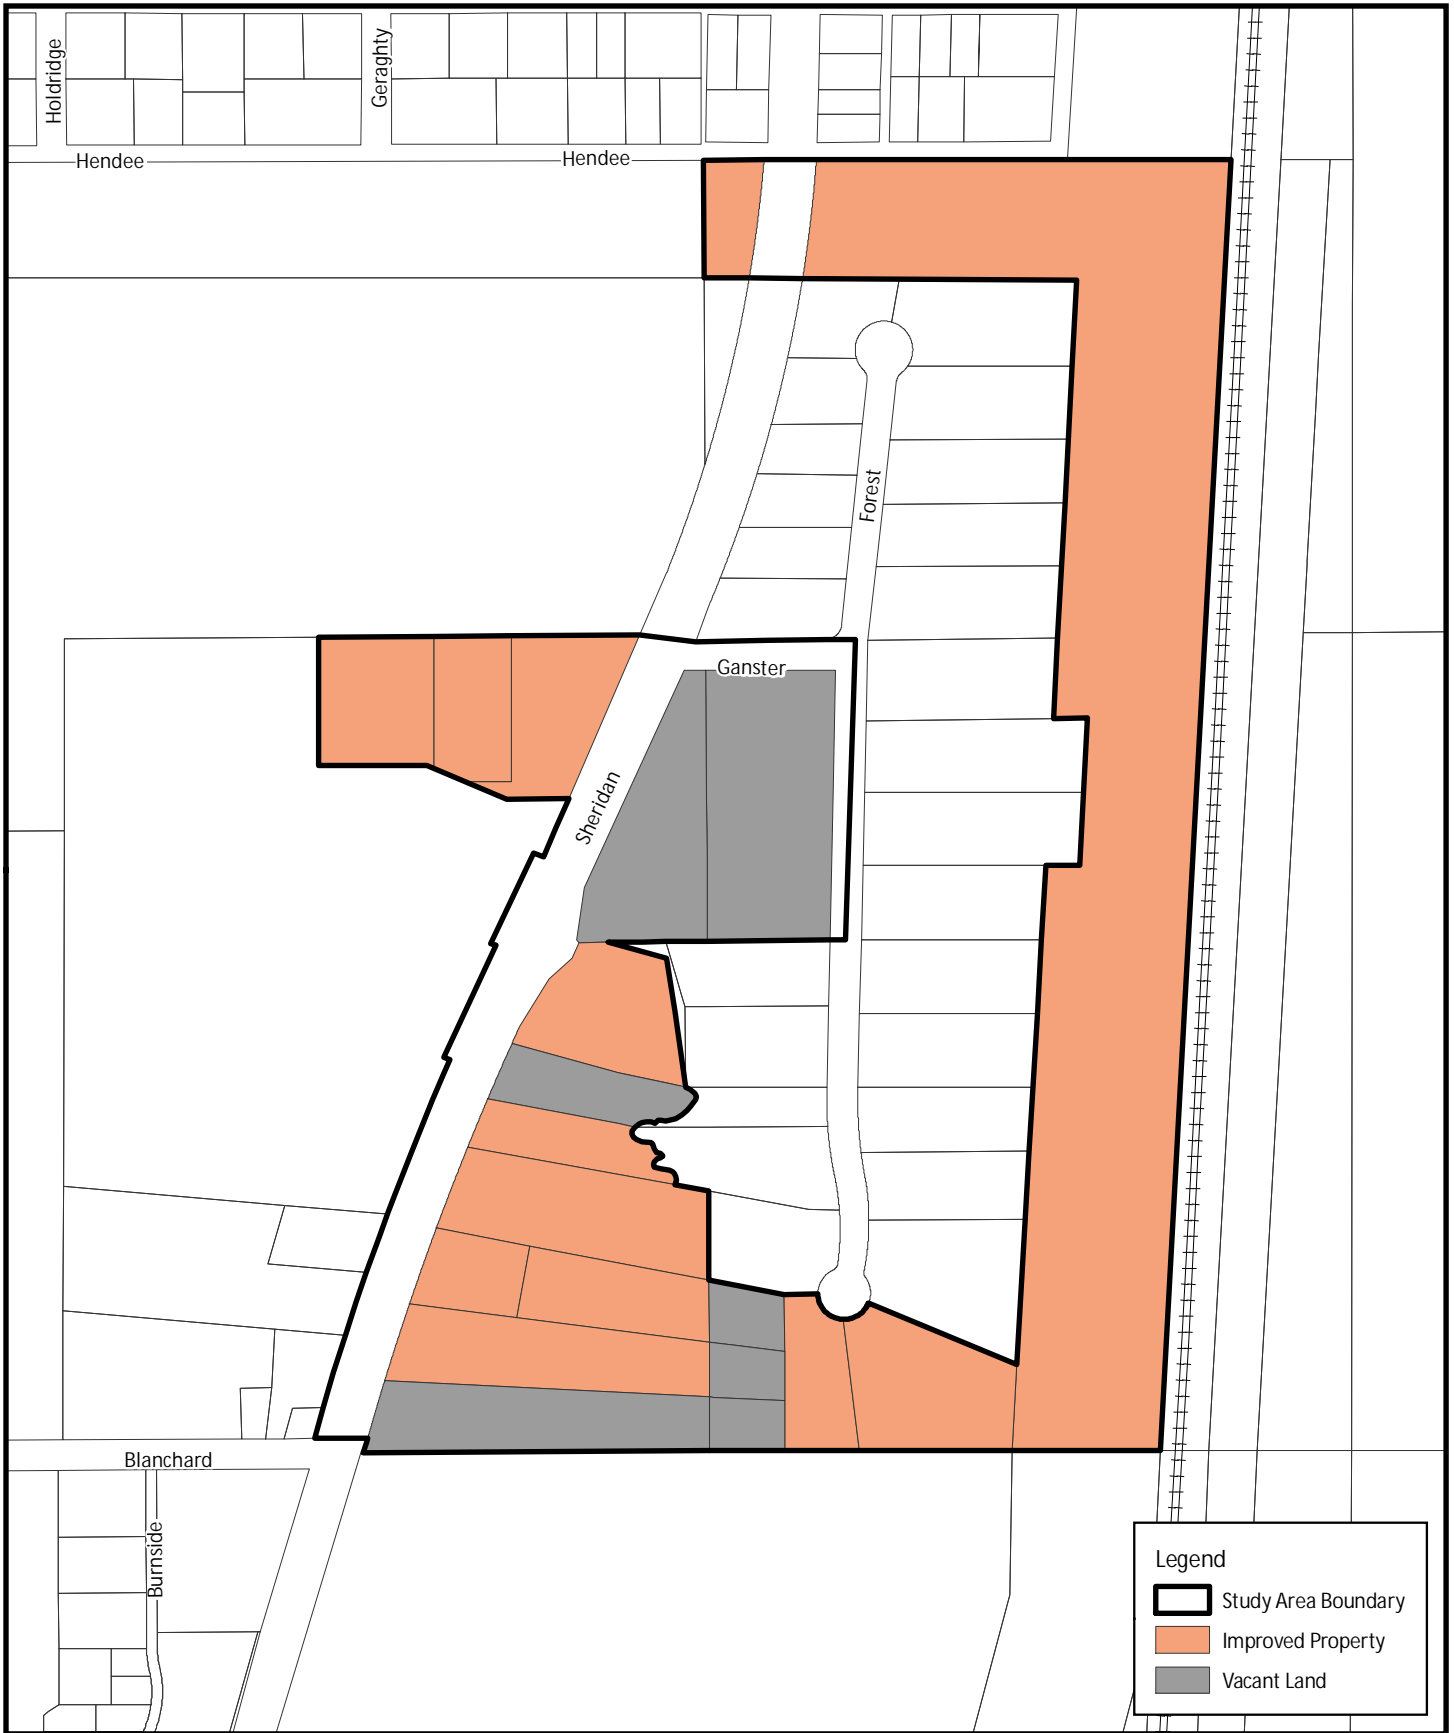 Holdridge
Geraghty
Hendee
Hendee
Forest
Ganster
Sheridan
Blanchard
Burnside
Legend
Study Area Boundary
Improved Property
Vacant Land